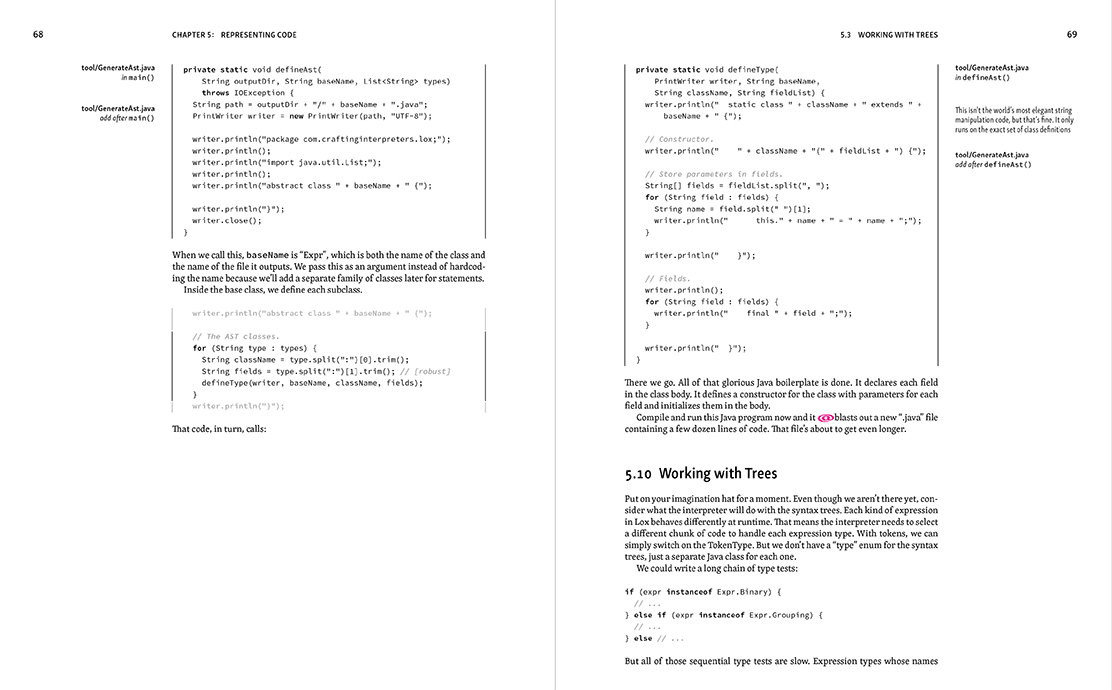 68
CHAPTER 5: REPRESENTING CODE
tool/GenerateAst.java
in main()
tool/GenerateAst.java
add after main()
private static void defineAst(
String outputDir, String baseName, List<String> types)
throws IOException {
String path = outputDir + "/" + baseName + ".java";
PrintWriter writer = new PrintWriter(path, "UTF-8");
writer.println("package com.craftinginterpreters.lox;");
writer.println();
writer.println("import java.util.List;");
writer.println();
writer.println("abstract class " + baseName + " {");
writer.println("}");
writer.close();
}
When we call this, baseName is "Expr", which is both the name of the class and
the name of the file it outputs. We pass this as an argument instead of hardcod-
ing the name because we'll add a separate family of classes later for statements.
Inside the base class, we define each subclass.
writer.println("abstract class " + baseName + " {");
// The AST classes.
for (String type : types) {
String className = type.split(":")[0].trim();
String fields = type.split(":")[1].trim(); // [robust]
defineType(writer, baseName, className, fields);
}
writer.println("}");
That code, in turn, calls:
5.3 WORKING WITH TREES
69
private static void defineType(
PrintWriter writer, String baseName,
String className, String fieldList) {
writer.println("  static class " + className + " extends " +
baseName + " {");
// Constructor.
writer.println("    " + className + "(" + fieldList + ") {");
// Store parameters in fields.
String[] fields = fieldList.split(", ");
for (String field : fields) {
String name = field.split(" ")[1];
writer.println("      this." + name + " = " + name + ";");
}
writer.println("    }");
// Fields.
writer.println();
for (String field : fields) {
writer.println("    final " + field + ";");
}
writer.println("  }");
}
tool/GenerateAst.java
in defineAst()
This isn't the world's most elegant string
manipulation code, but that's fine. It only
runs on the exact set of class definitions
tool/GenerateAst.java
add after defineAst()
There we go. All of that glorious Java boilerplate is done. It declares each field
in the class body. It defines a constructor for the class with parameters for each
field and initializes them in the body.
Compile and run this Java program now and it blasts out a new ".java" file
containing a few dozen lines of code. That file's about to get even longer.
5.10 Working with Trees
Put on your imagination hat for a moment. Even though we aren't there yet, con-
sider what the interpreter will do with the syntax trees. Each kind of expression
in Lox behaves differently at runtime. That means the interpreter needs to select
a different chunk of code to handle each expression type. With tokens, we can
simply switch on the TokenType. But we don't have a "type" enum for the syntax
trees, just a separate Java class for each one.
We could write a long chain of type tests:
if (expr instanceof Expr.Binary) {
// ...
} else if (expr instanceof Expr.Grouping) {
// ...
} else // ...
But all of those sequential type tests are slow. Expression types whose names